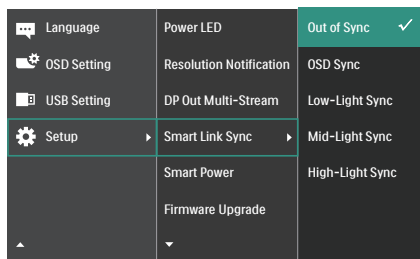 Language
OSD Setting
USB Setting
Setup
Power LED
Resolution Notification
DP Out Multi-Stream
Smart Link Sync
Smart Power
Firmware Upgrade
Out of Sync
OSD Sync
Low-Light Sync
Mid-Light Sync
High-Light Sync